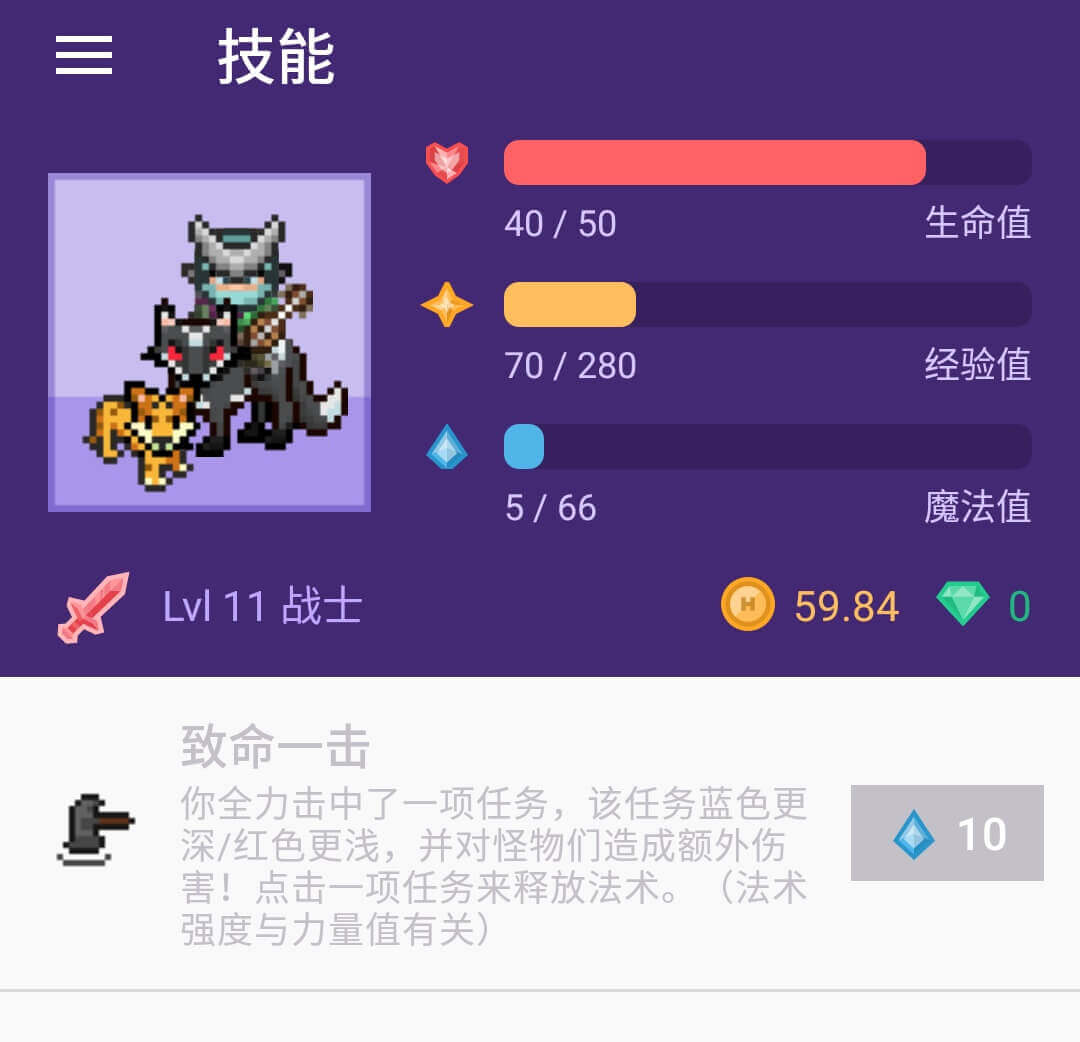 技能
40 / 50 生命值
70 / 280 经验值
5 / 66 魔法值
Lvl 11 战士 H 59.84 0
致命一击
你全力击中了一项任务，该任务蓝色更
深/红色更浅，并对怪物们造成额外伤
害！点击一项任务来释放法术。（法术
强度与力量值有关）
10